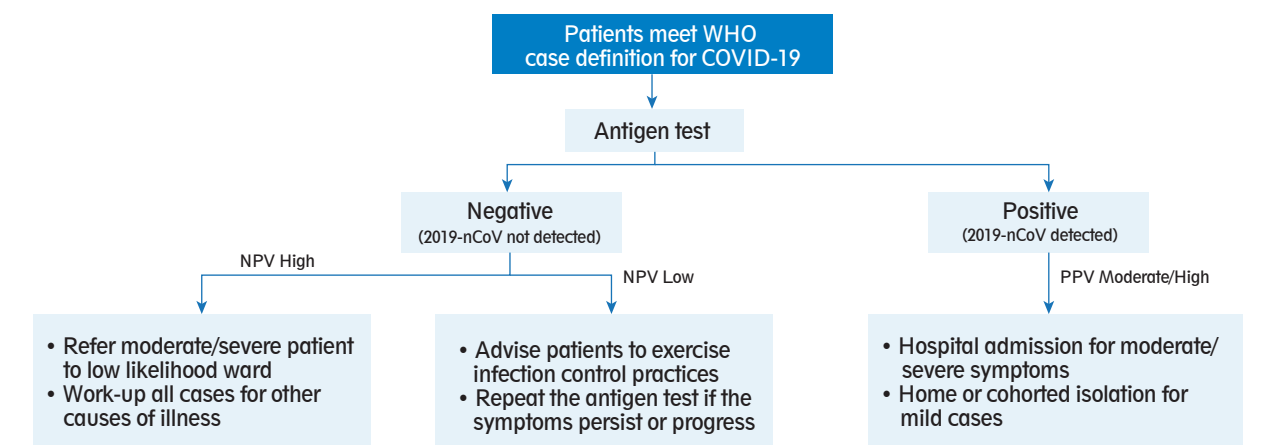 Patients meet WHO
case definition for COVID-19
Antigen test
Negative
(2019-nCoV not detected)
Positive
(2019-nCoV detected)
NPV High
NPV Low
PPV Moderate/High
• Refer moderate/severe patient
to low likelihood ward
• Work-up all cases for other
causes of illness
• Advise patients to exercise
infection control practices
• Repeat the antigen test if the
symptoms persist or progress
• Hospital admission for moderate/
severe symptoms
• Home or cohorted isolation for
mild cases